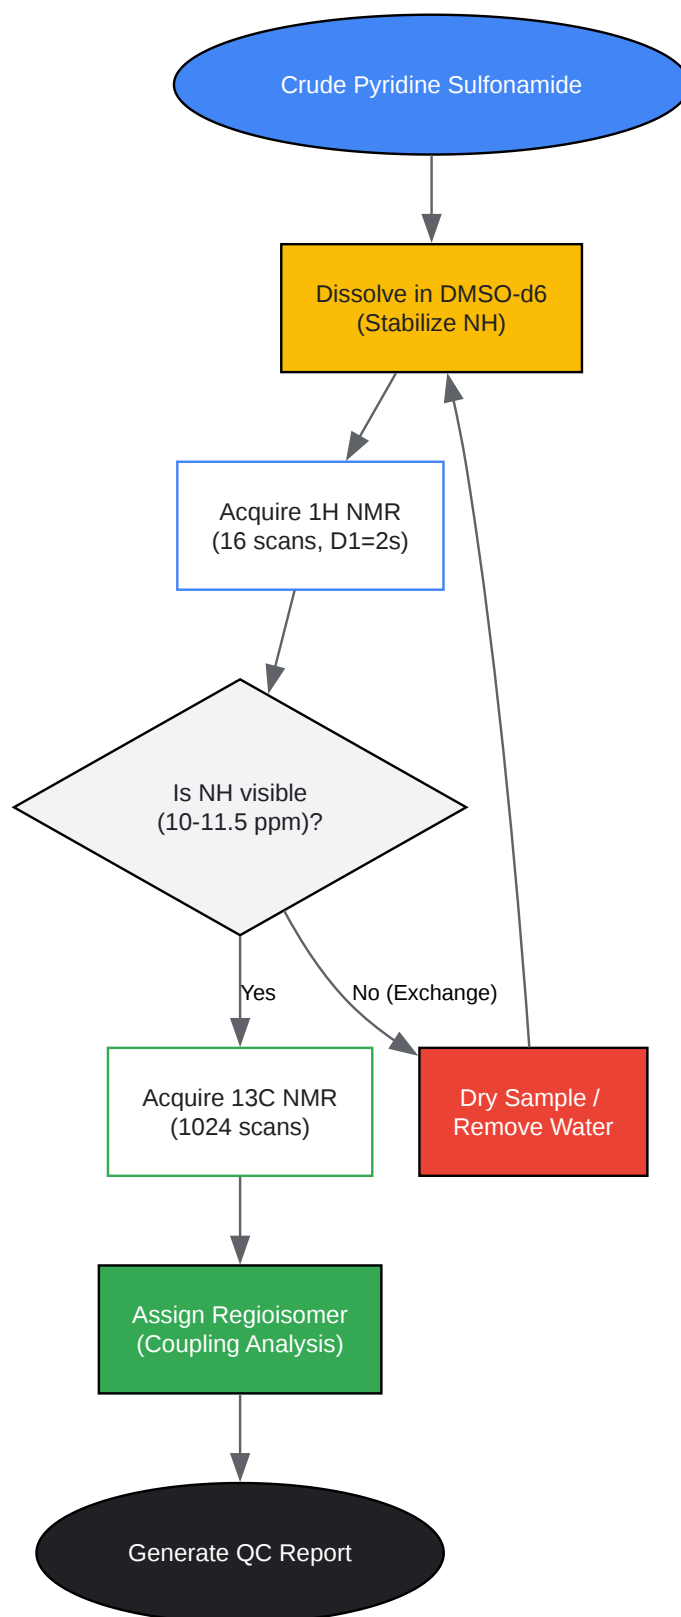 Crude Pyridine Sulfonamide
Dissolve in DMSO-d6
(Stabilize NH)
Acquire 1H NMR
(16 scans, D1=2s)
Is NH visible
(10-11.5 ppm)?
Yes
No (Exchange)
Acquire 13C NMR
(1024 scans)
Dry Sample /
Remove Water
Assign Regioisomer
(Coupling Analysis)
Generate QC Report